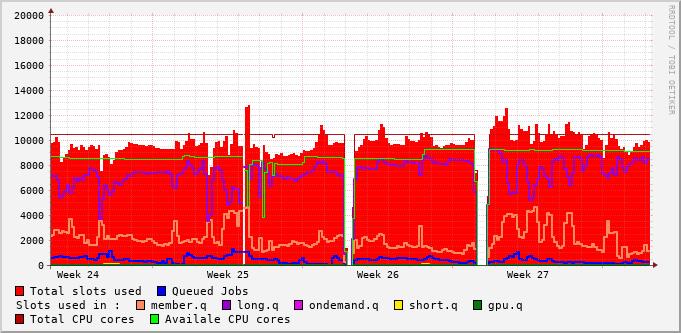 RRDTOOL / TOBI OETIKER
20000
18000
16000
14000
12000
10000
8000
6000
4000
2000
0
Week 24 Week 25 Week 26 Week 27
Total slots used Queued Jobs
Slots used in : member.q long.q ondemand.q short.q gpu.q
Total CPU cores Availale CPU cores